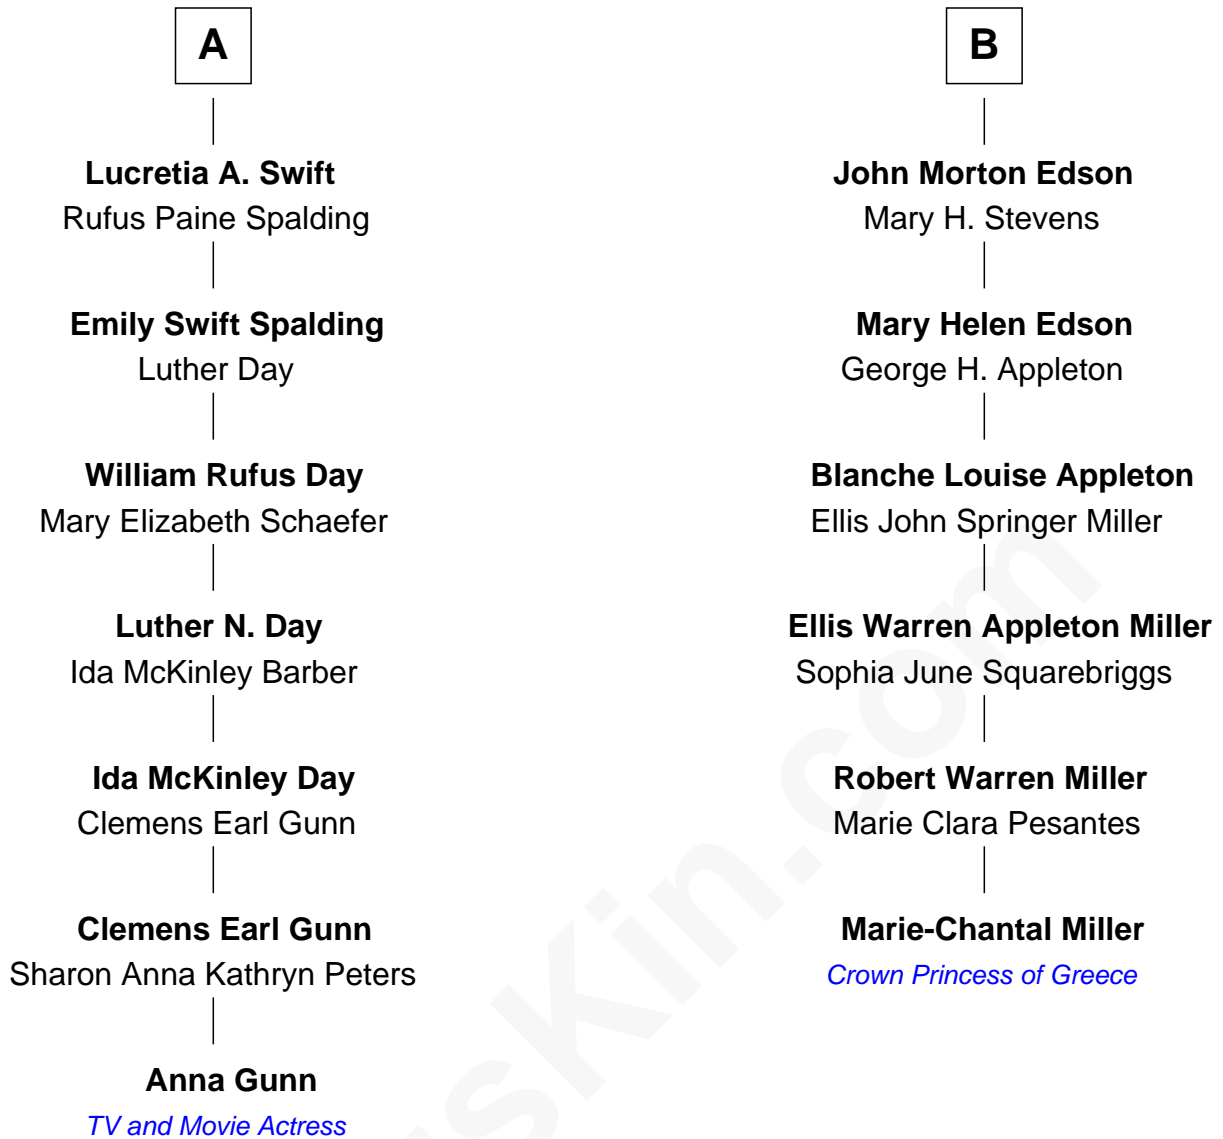 A
Lucretia A. Swift
Rufus Paine Spalding
Emily Swift Spalding
Luther Day
William Rufus Day
Mary Elizabeth Schaefer
Luther N. Day
Ida McKinley Barber
Ida McKinley Day
Clemens Earl Gunn
Clemens Earl Gunn
Sharon Anna Kathryn Peters
Anna Gunn
TV and Movie Actress
B
John Morton Edson
Mary H. Stevens
Mary Helen Edson
George H. Appleton
Blanche Louise Appleton
Ellis John Springer Miller
Ellis Warren Appleton Miller
Sophia June Squarebriggs
Robert Warren Miller
Marie Clara Pesantes
Marie-Chantal Miller
Crown Princess of Greece
usKin.com